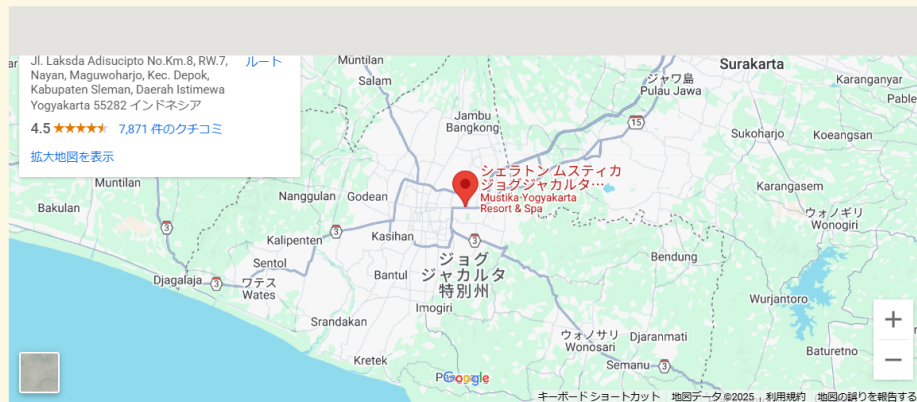 Jl. Laksda Adisucipto No.Km.8, RW.7,
Nayan, Maguwoharjo, Kec. Depok,
Kabupaten Sleman, Daerah Istimewa
Yogyakarta 55282 インドネシア
ルート
4.5
7,871 件のクチコミ
拡大地図を表示
Muntilan
Salam
Surakarta
ジャワ島
Pulau Jawa
Karanganyar
Jambu
Bangkong
15
Sukoharjo
Koeangsan
シェラトン ムスティカ
ジョグジャカルタ…
Mustika Yogyakarta
Resort & Spa
Muntilan
Nanggulan
Godean
Karangasem
Bakulan
3
Kalipenten
3
Kasihan
3
ウォノギリ
Wonogiri
Sentol
ジョグ
ジャカルタ
特別州
Bendung
Djagalaja
3
ワテス
Wates
Bantul
Imogiri
Wurjantoro
Srandakan
ウォノサリ
Wonosari
Djaranmati
Kretek
Semanu
3
Baturetno
Google
キーボード ショートカット
地図データ ©2025
利用規約
地図の誤りを報告する